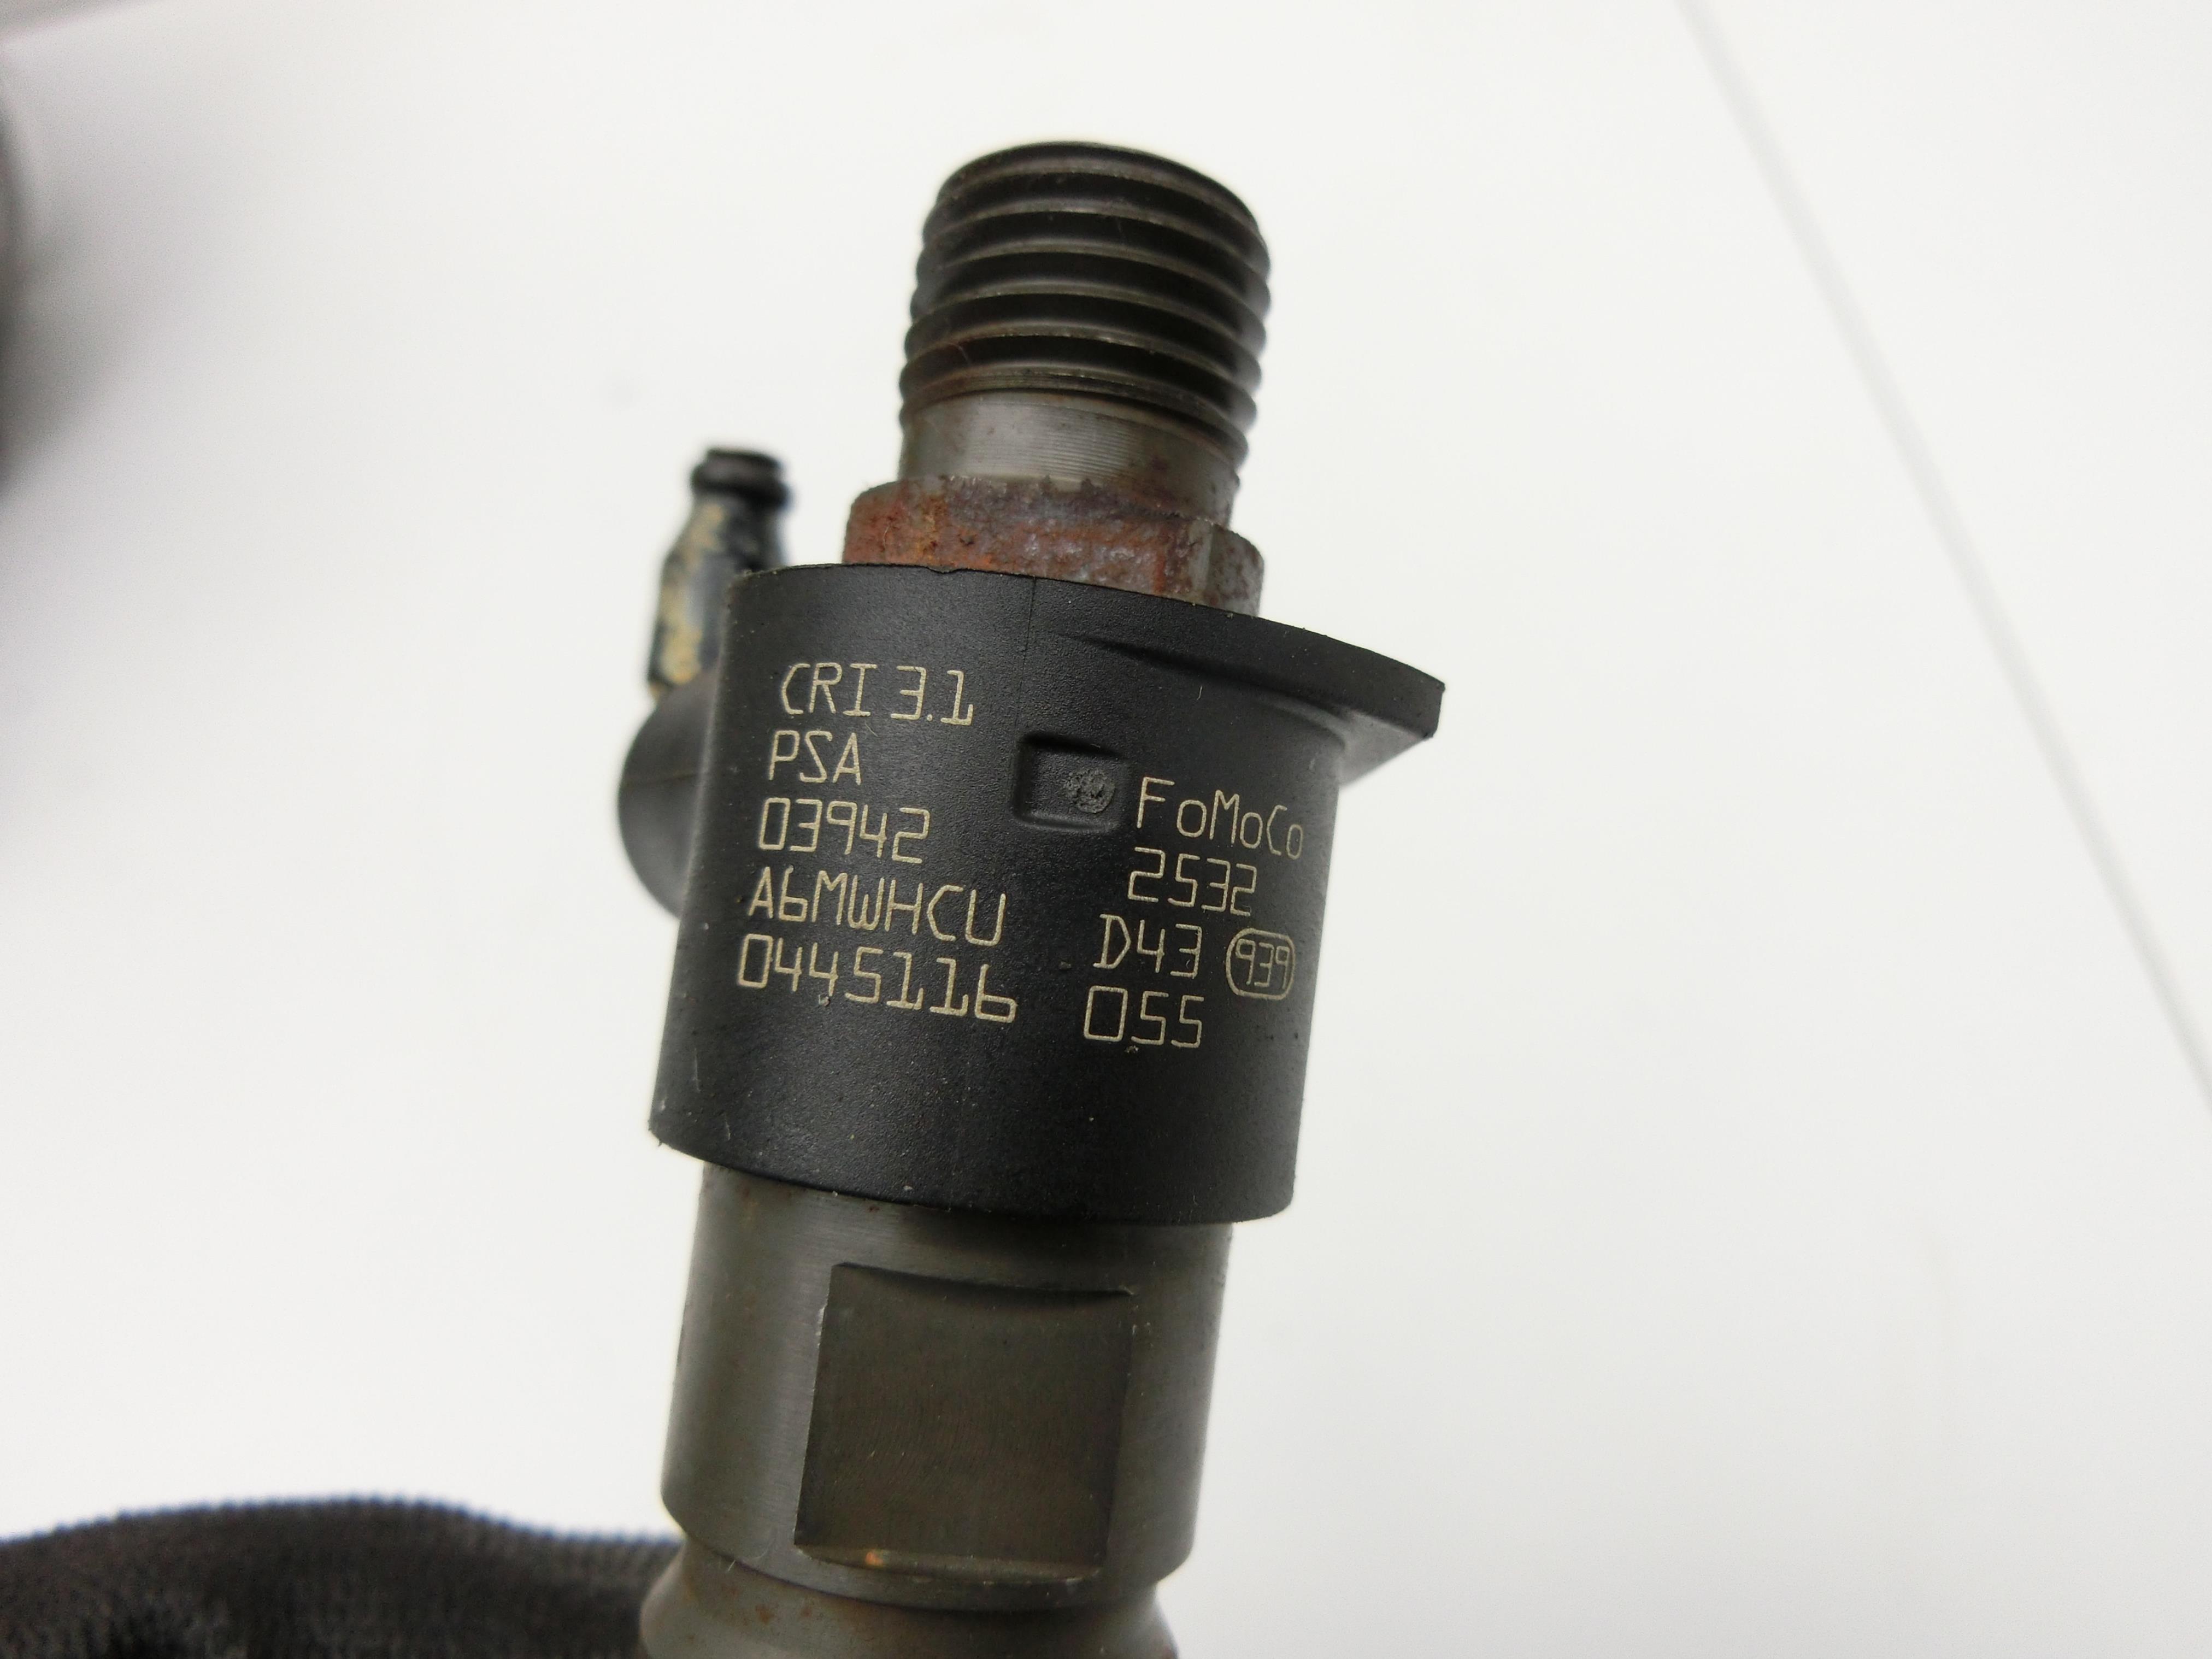 CRI 3.1
PSA
03942
A6MWHCU
0445116
FoMoCo
2532
D43 939
055